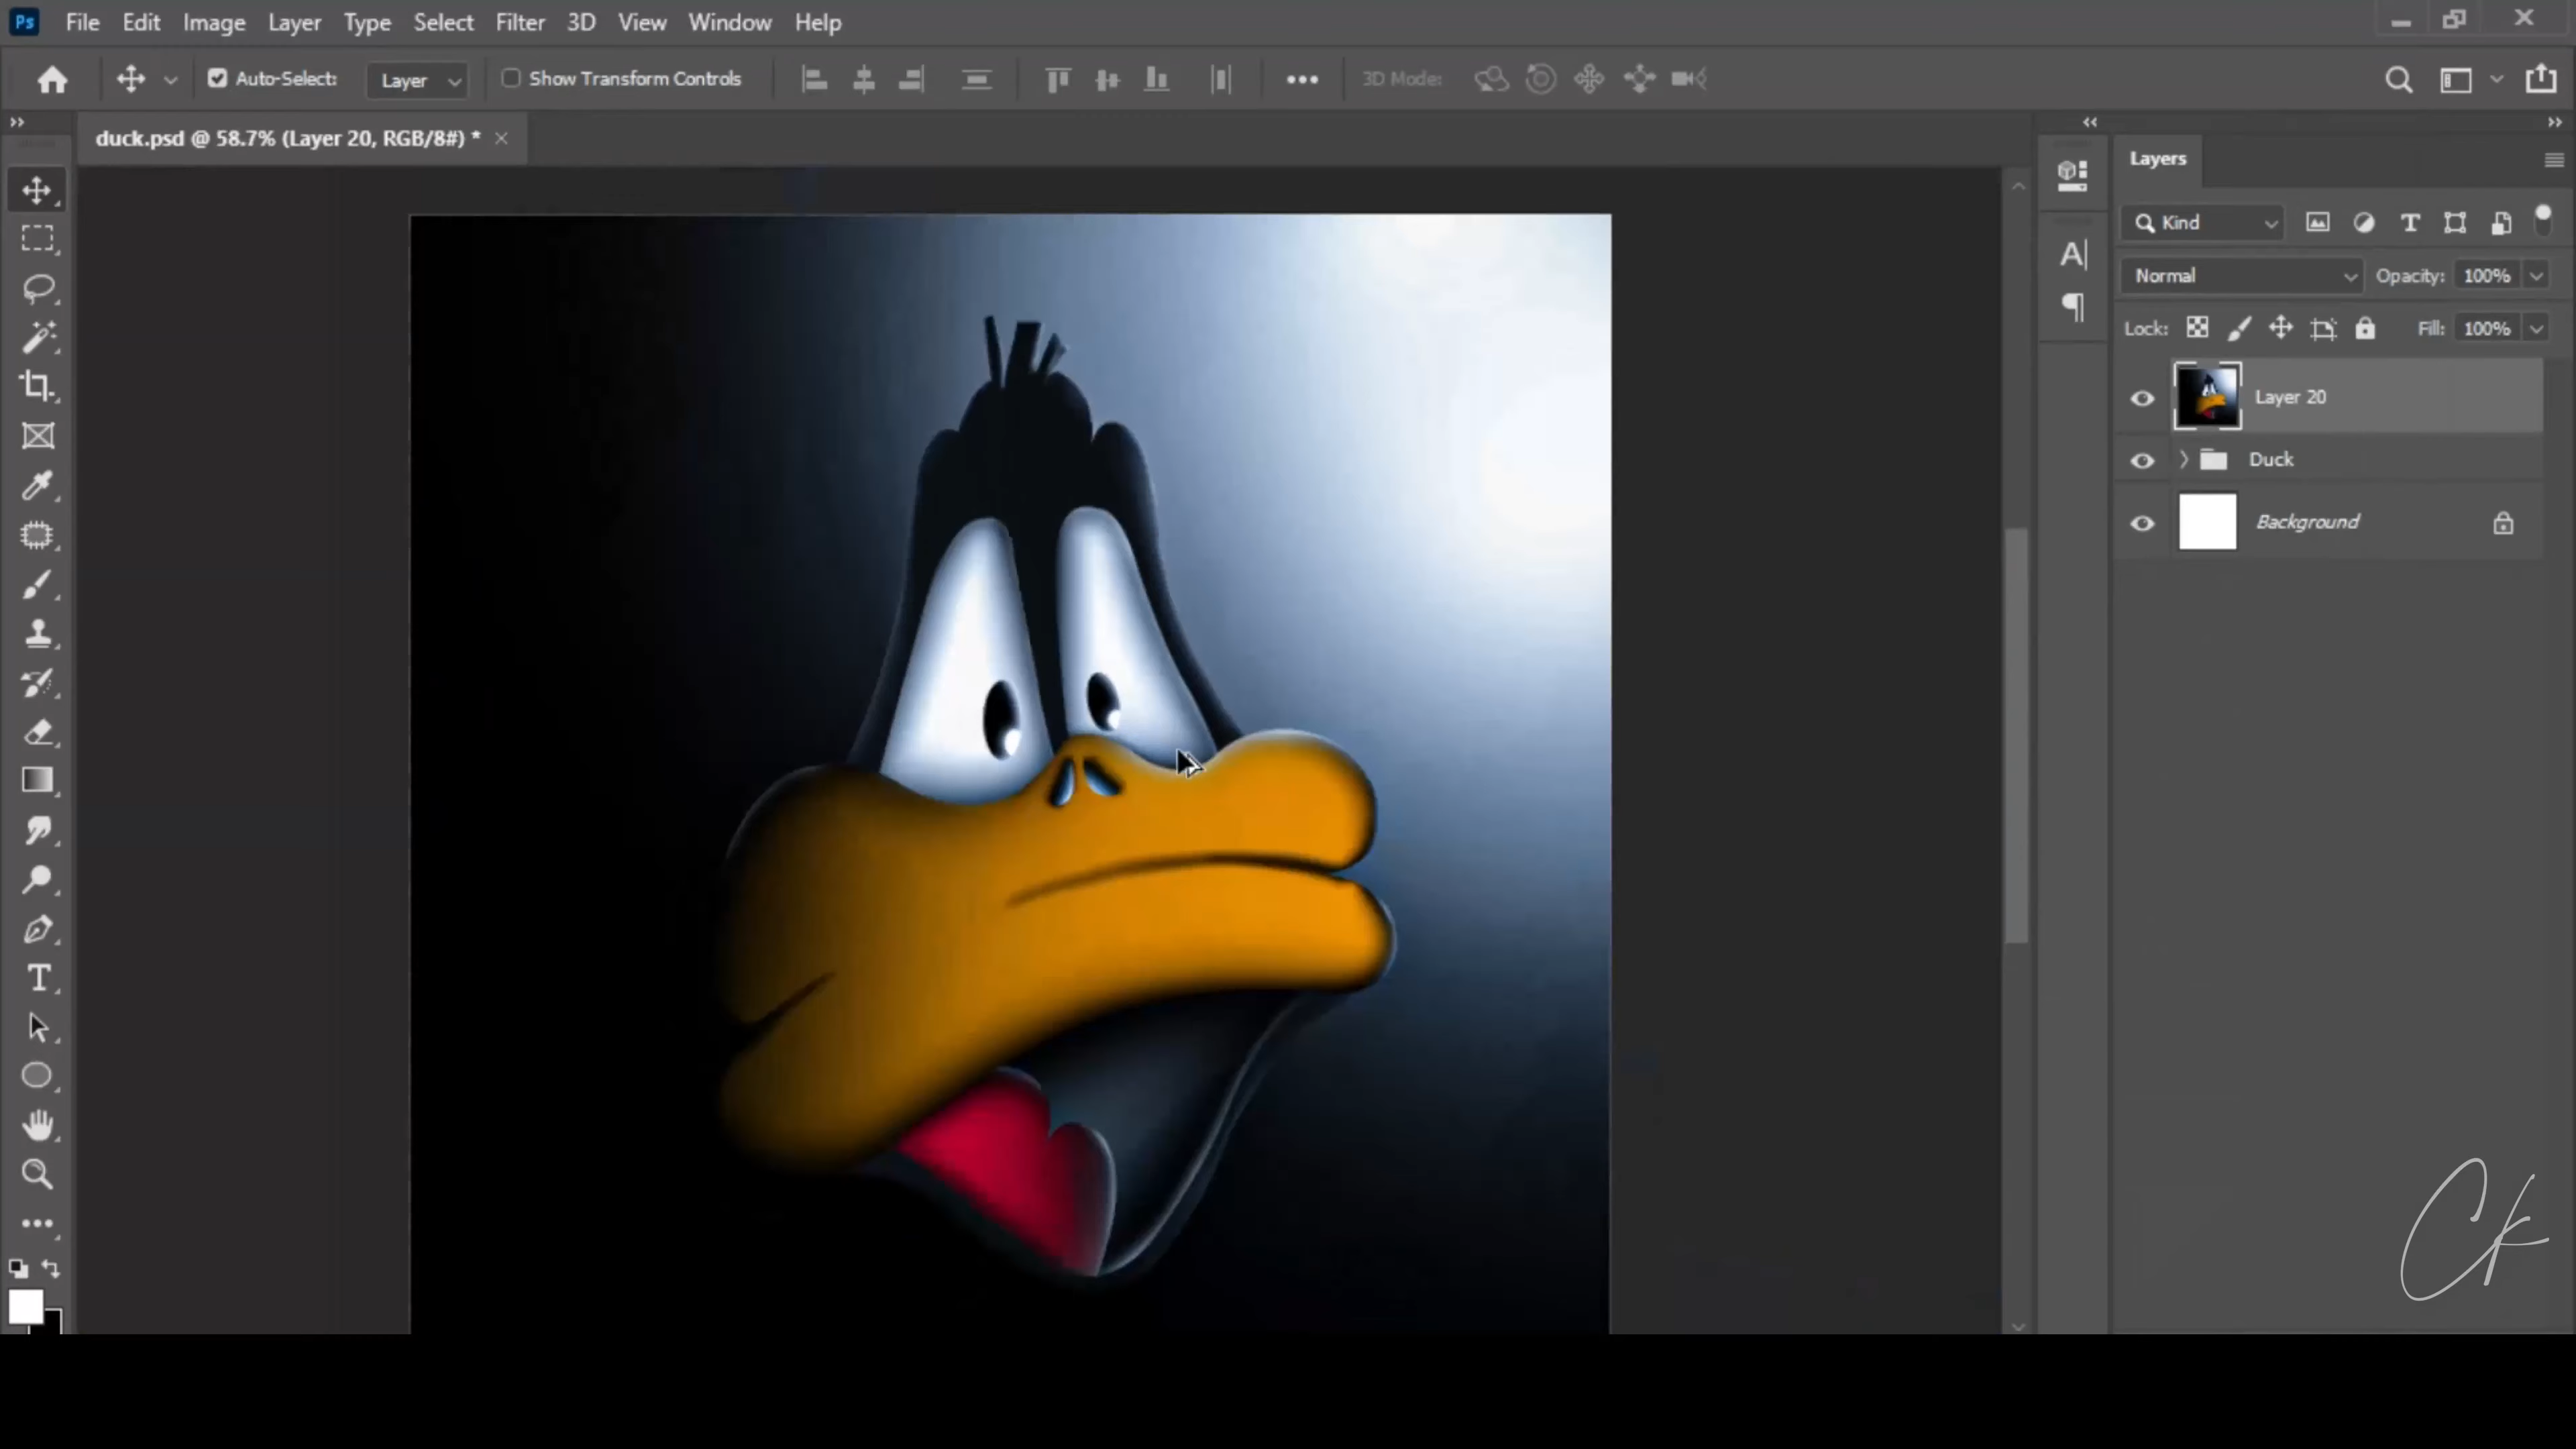 Ps File Edit Image Layer Type Select Filter 3D View Window Help
Auto-Select: Layer Show Transform Controls 3D Mode:
duck.psd @ 58.7% (Layer 20, RGB/8#) *
Layers
Kind
Normal Opacity: 100%
Lock: Fill: 100%
Layer 20
Duck
Background
Ck